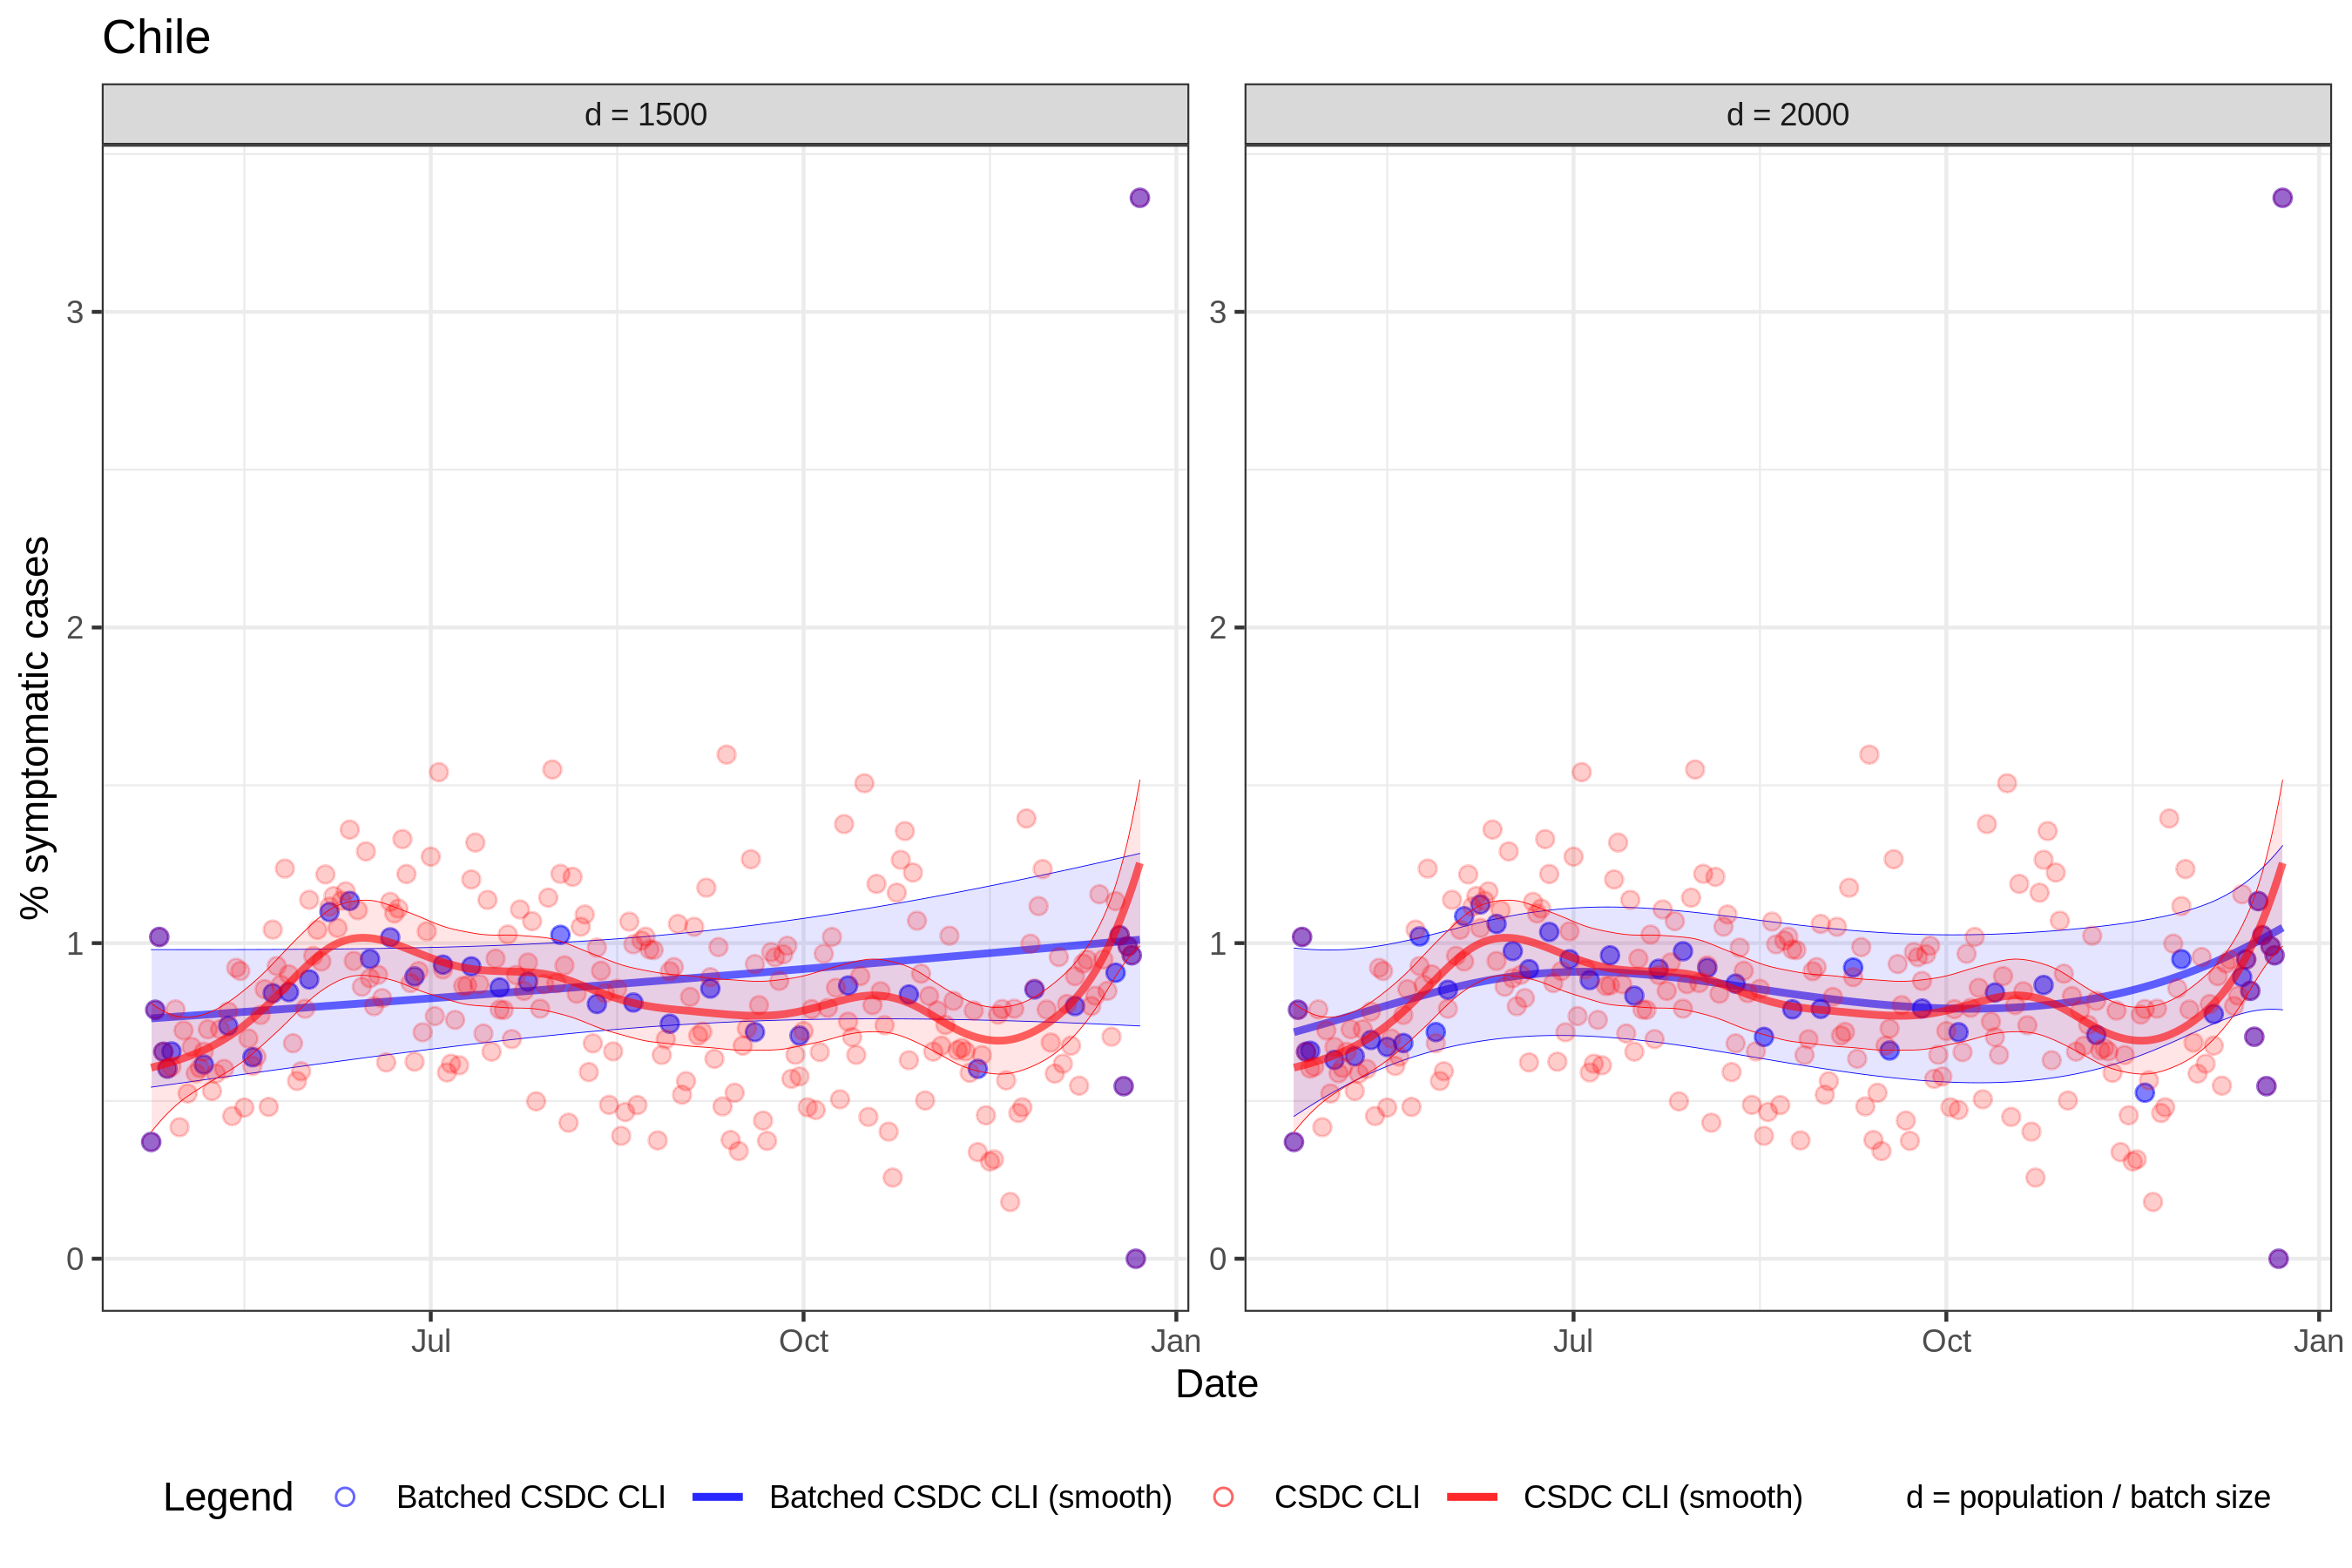 Chile
d = 1500
d = 2000
% symptomatic cases
3
2
1
0
3
2
1
0
Jul
Oct
Jan
Jul
Oct
Jan
Date
Legend
Batched CSDC CLI
Batched CSDC CLI (smooth)
CSDC CLI
CSDC CLI (smooth)
d = population / batch size